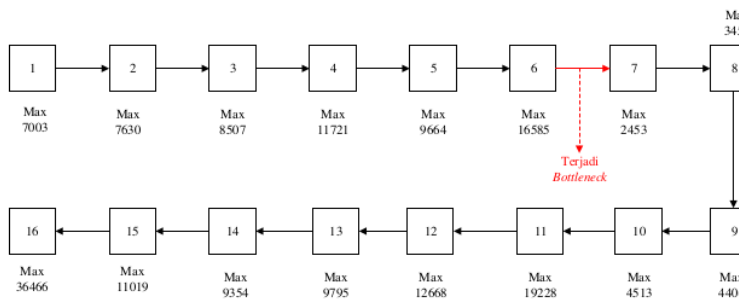 1
2
3
4
5
6
7
8
Max
7003
Max
7630
Max
8507
Max
11721
Max
9664
Max
16585
Max
2453
Terjadi
Bottleneck
16
15
14
13
12
11
10
9
Max
36466
Max
11019
Max
9354
Max
9795
Max
12668
Max
19228
Max
4513